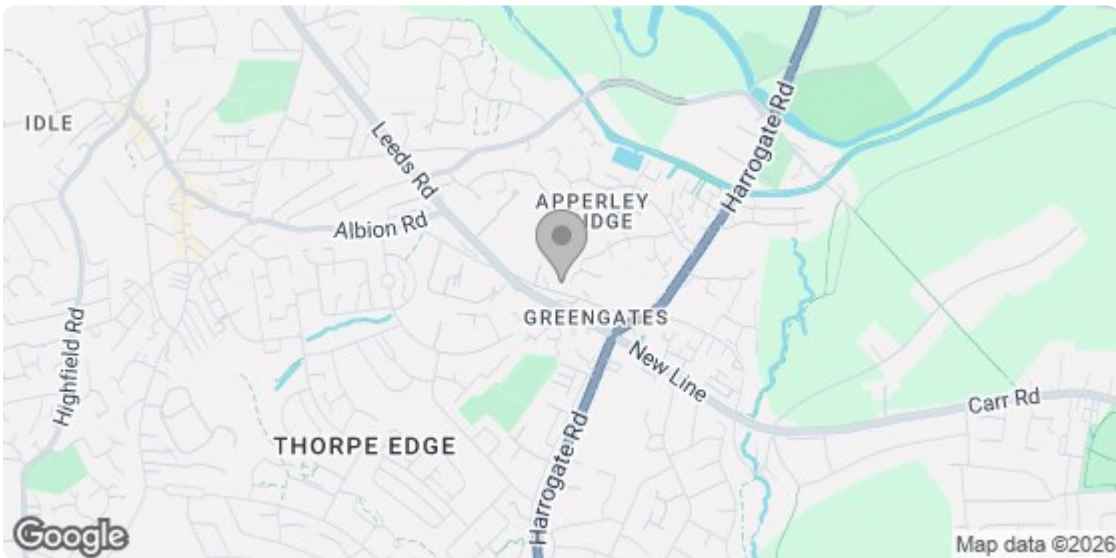 IDLE
Leeds Rd
Harrogate Rd
APPERLEY
Albion Rd
GREENGATES
New Line
Highfield Rd
Carr Rd
THORPE EDGE
Harrogate Rd
Google
Map data ©2026